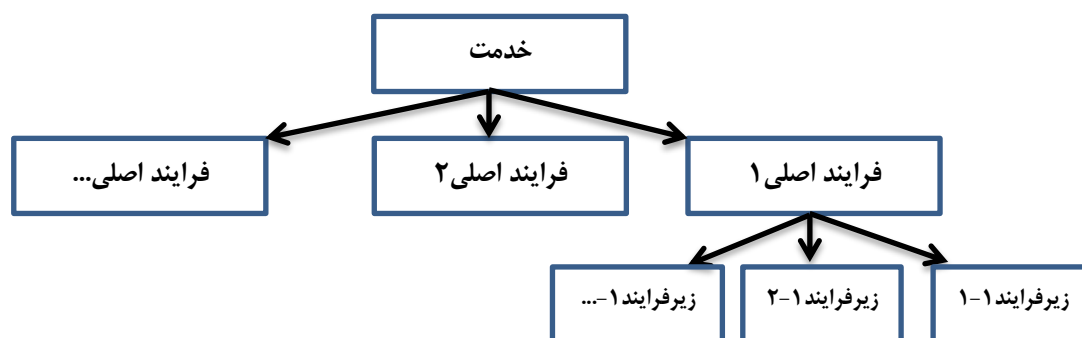 خدمت
فرایند اصلی۱
فرایند اصلی۲
فرایند اصلی...
زیرفرایند۱-۱
زیرفرایند۱-۲
زیرفرایند۱-...